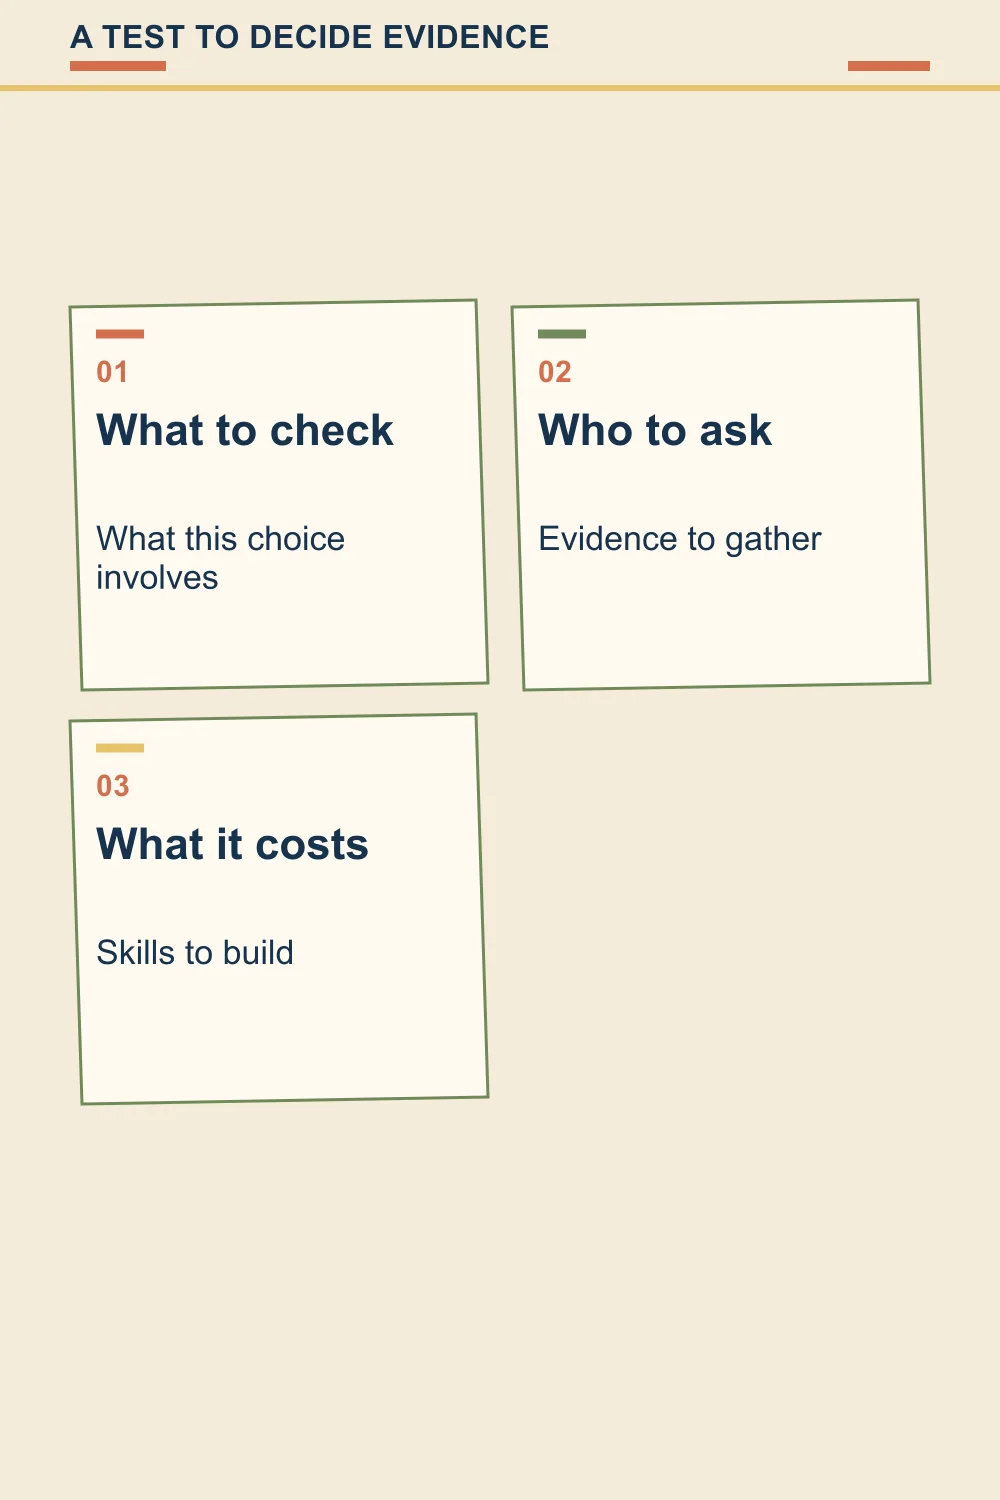 A TEST TO DECIDE EVIDENCE
01
What to check
What this choice
involves
02
Who to ask
Evidence to gather
03
What it costs
Skills to build